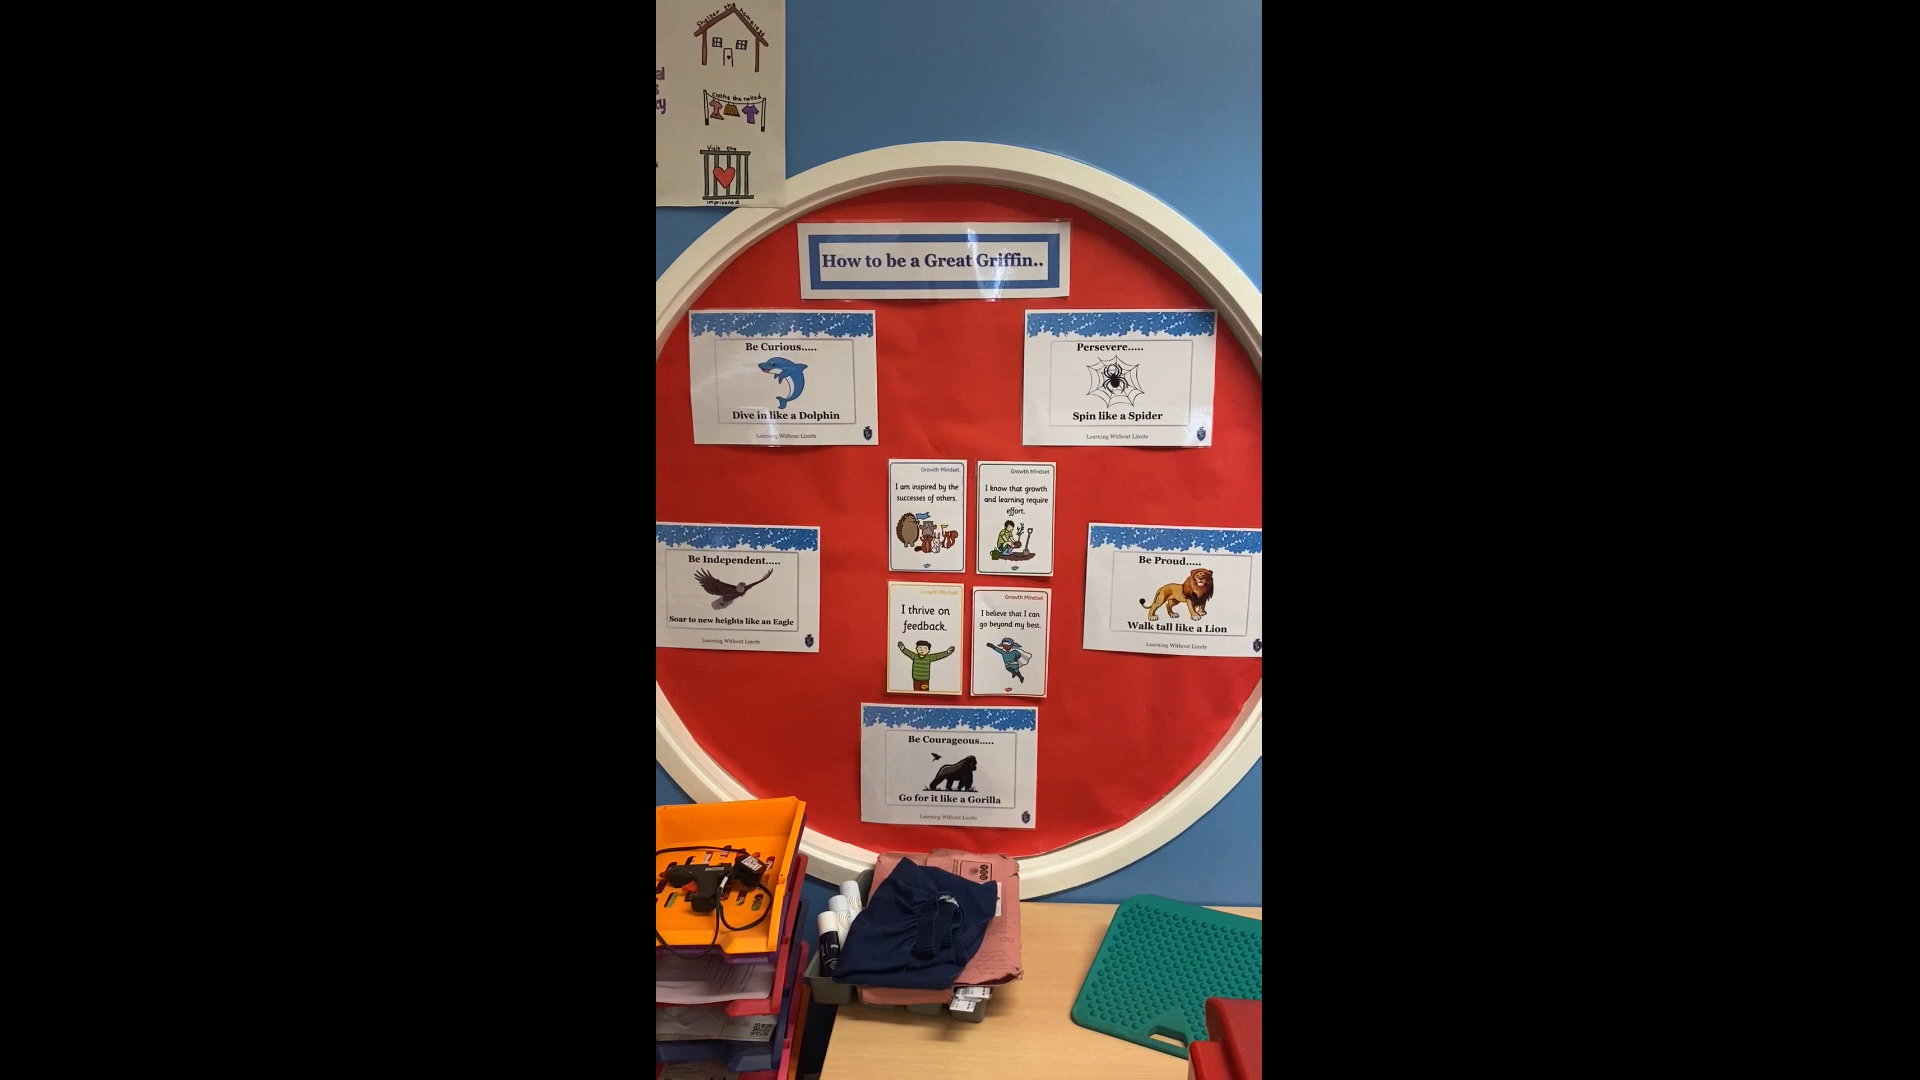 Shelter the homeless
Clothe the naked
Visit the
imprisoned
How to be a Great Griffin..
Be Curious.....
Dive in like a Dolphin
Learning Without Limits
Persevere.....
Spin like a Spider
Learning Without Limits
Growth Mindset
I am inspired by the
successes of others.
Growth Mindset
I know that growth
and learning require
effort.
Be Independent.....
Soar to new heights like an Eagle
Learning Without Limits
Be Proud.....
Walk tall like a Lion
Learning Without Limits
Growth Mindset
I thrive on
feedback.
Growth Mindset
I believe that I can
go beyond my best.
Be Courageous.....
Go for it like a Gorilla
Learning Without Limits